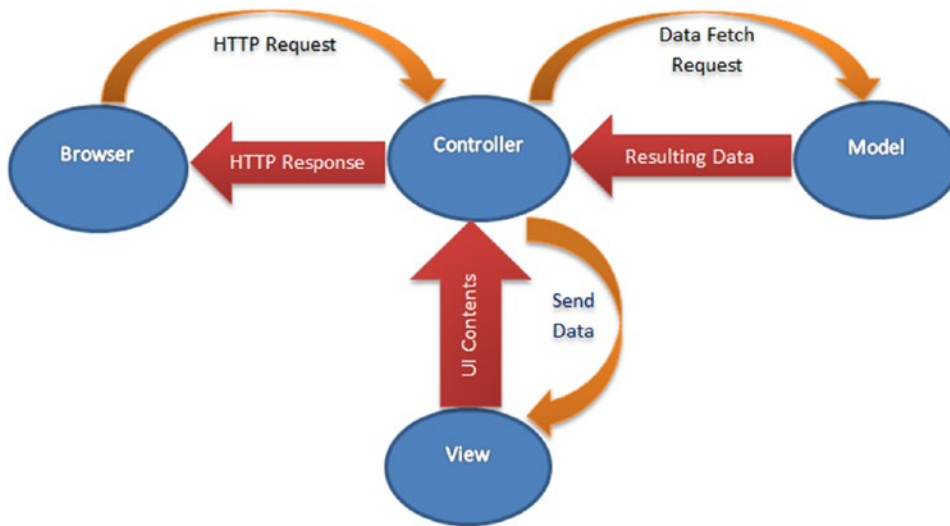 HTTP Request
Data Fetch
Request
Browser
HTTP Response
Controller
Resulting Data
Model
UI Contents
Send
Data
View